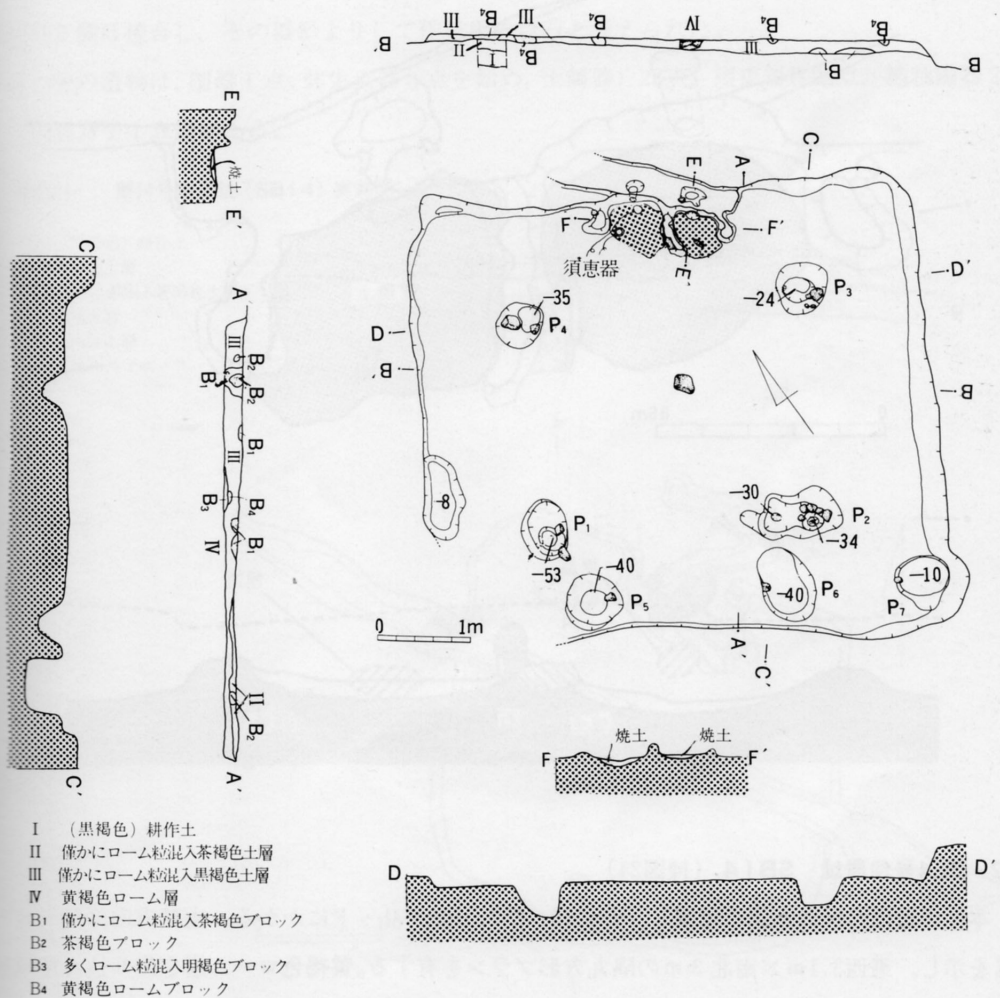 III B4 III B4 IV B4 B4
B' II B4 III B1 B
E
焼土
E'
C
A
III
B2
B1 B2
B1
III
B3 B4
B1
IV
II
B2
A'
C'
C
E A
F' F'
D'
須恵器
E'
-24 P3
-35
P4
D
B'
B
-8
-30 P2
-34
P1
-53
-40
P5
-40 P6
-10
P7
0 1m
A'
C'
焼土 焼土
F F'
D D'
I (黒褐色)耕作土
II 僅かにローム粒混入茶褐色土層
III 僅かにローム粒混入黒褐色土層
IV 黄褐色ローム層
B1 僅かにローム粒混入茶褐色ブロック
B2 茶褐色ブロック
B3 多くローム粒混入明褐色ブロック
B4 黄褐色ロームブロック